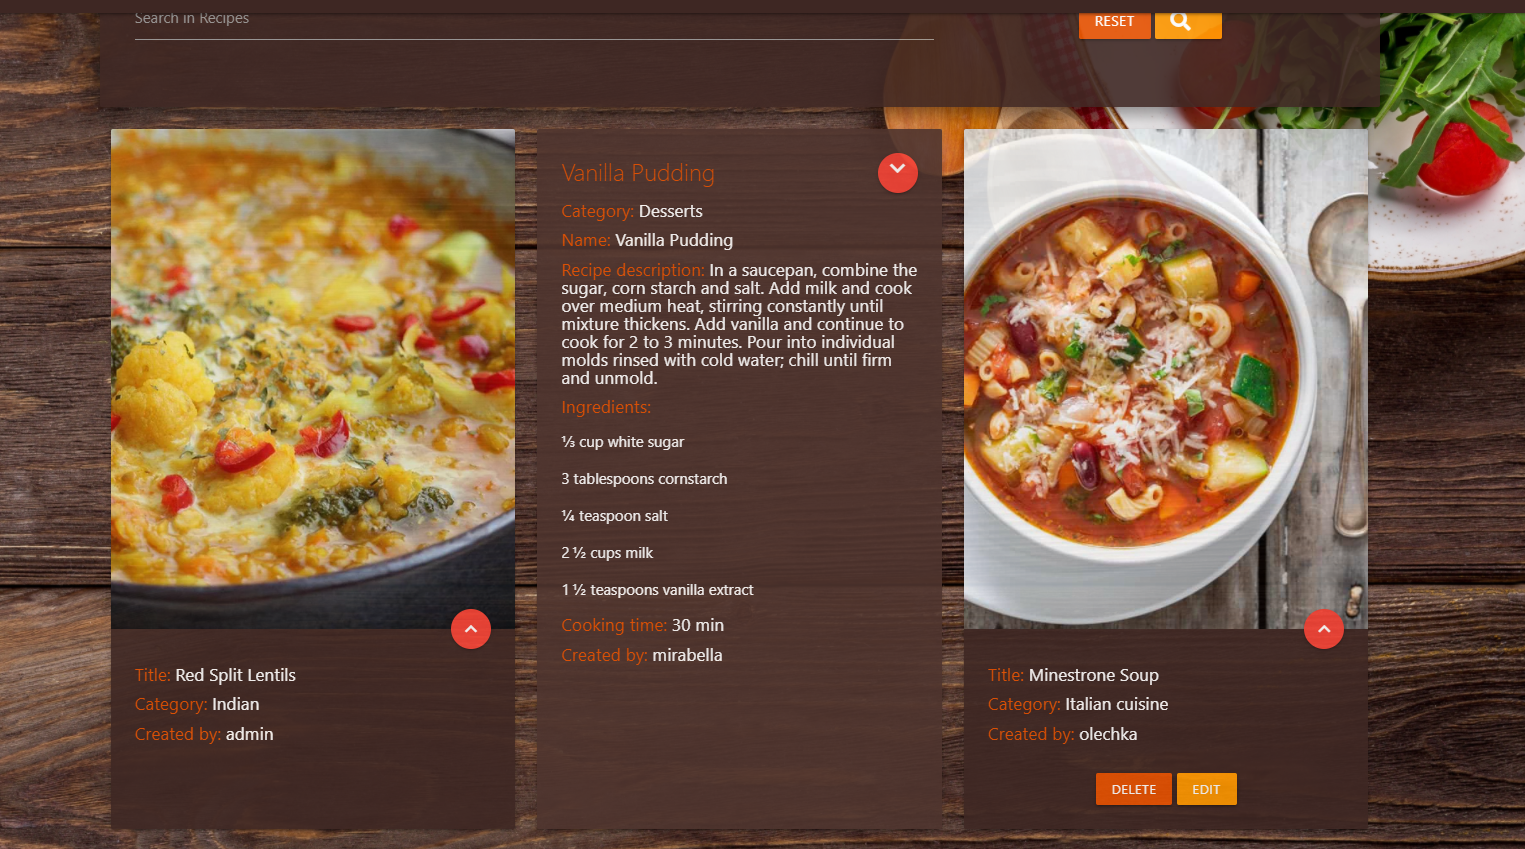 Search in Recipes
RESET
Vanilla Pudding
Category: Desserts
Name: Vanilla Pudding
Recipe description: In a saucepan, combine the
sugar, corn starch and salt. Add milk and cook
over medium heat, stirring constantly until
mixture thickens. Add vanilla and continue to
cook for 2 to 3 minutes. Pour into individual
molds rinsed with cold water; chill until firm
and unmold.
Ingredients:
⅓ cup white sugar
3 tablespoons cornstarch
¼ teaspoon salt
2 ½ cups milk
1 ½ teaspoons vanilla extract
Cooking time: 30 min
Created by: mirabella
Title: Red Split Lentils
Category: Indian
Created by: admin
Title: Minestrone Soup
Category: Italian cuisine
Created by: olechka
DELETE
EDIT